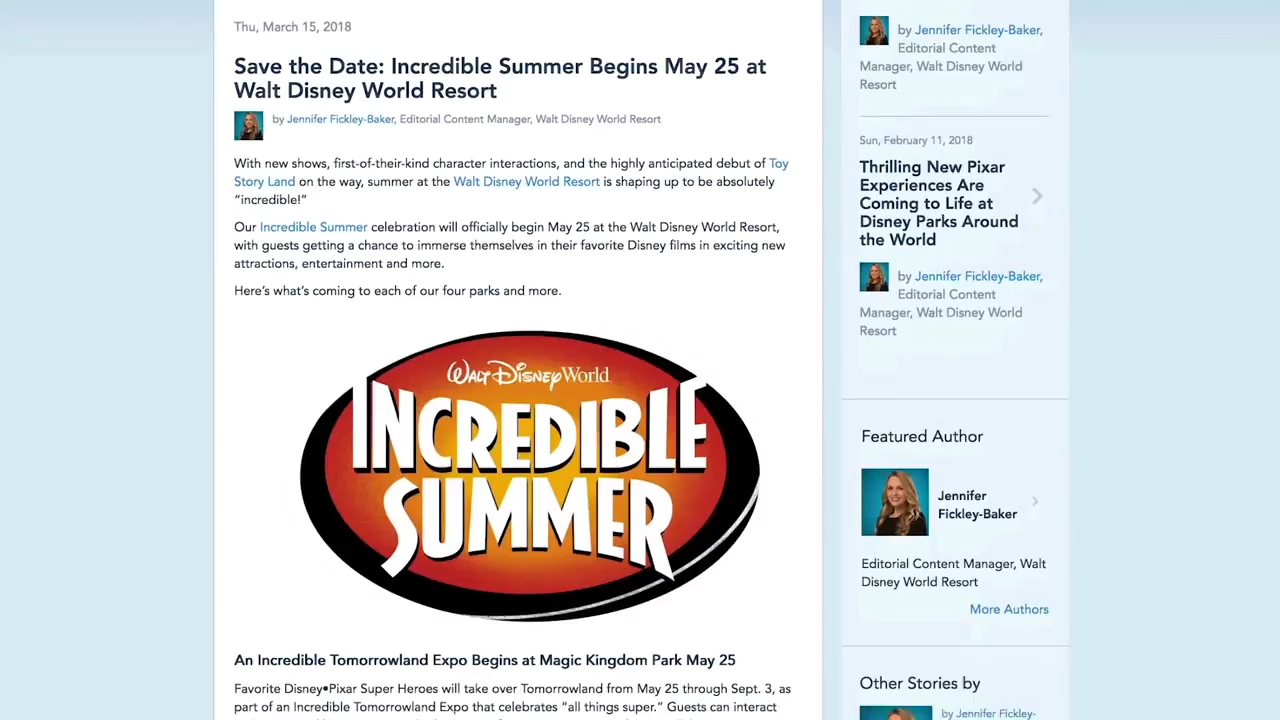 Thu, March 15, 2018
Save the Date: Incredible Summer Begins May 25 at
Walt Disney World Resort
by Jennifer Fickley-Baker, Editorial Content Manager, Walt Disney World Resort
With new shows, first-of-their-kind character interactions, and the highly anticipated debut of Toy
Story Land on the way, summer at the Walt Disney World Resort is shaping up to be absolutely
“incredible!”
Our Incredible Summer celebration will officially begin May 25 at the Walt Disney World Resort,
with guests getting a chance to immerse themselves in their favorite Disney films in exciting new
attractions, entertainment and more.
Here’s what’s coming to each of our four parks and more.
WALT DISNEY World
INCREDIBLE
SUMMER
An Incredible Tomorrowland Expo Begins at Magic Kingdom Park May 25
Favorite Disney•Pixar Super Heroes will take over Tomorrowland from May 25 through Sept. 3, as
part of an Incredible Tomorrowland Expo that celebrates “all things super.” Guests can interact
by Jennifer Fickley-Baker,
Editorial Content
Manager, Walt Disney World
Resort
Sun, February 11, 2018
Thrilling New Pixar
Experiences Are
Coming to Life at
Disney Parks Around
the World
by Jennifer Fickley-Baker,
Editorial Content
Manager, Walt Disney World
Resort
Featured Author
Jennifer
Fickley-Baker
Editorial Content Manager, Walt
Disney World Resort
More Authors
Other Stories by
by Jennifer Fickley-